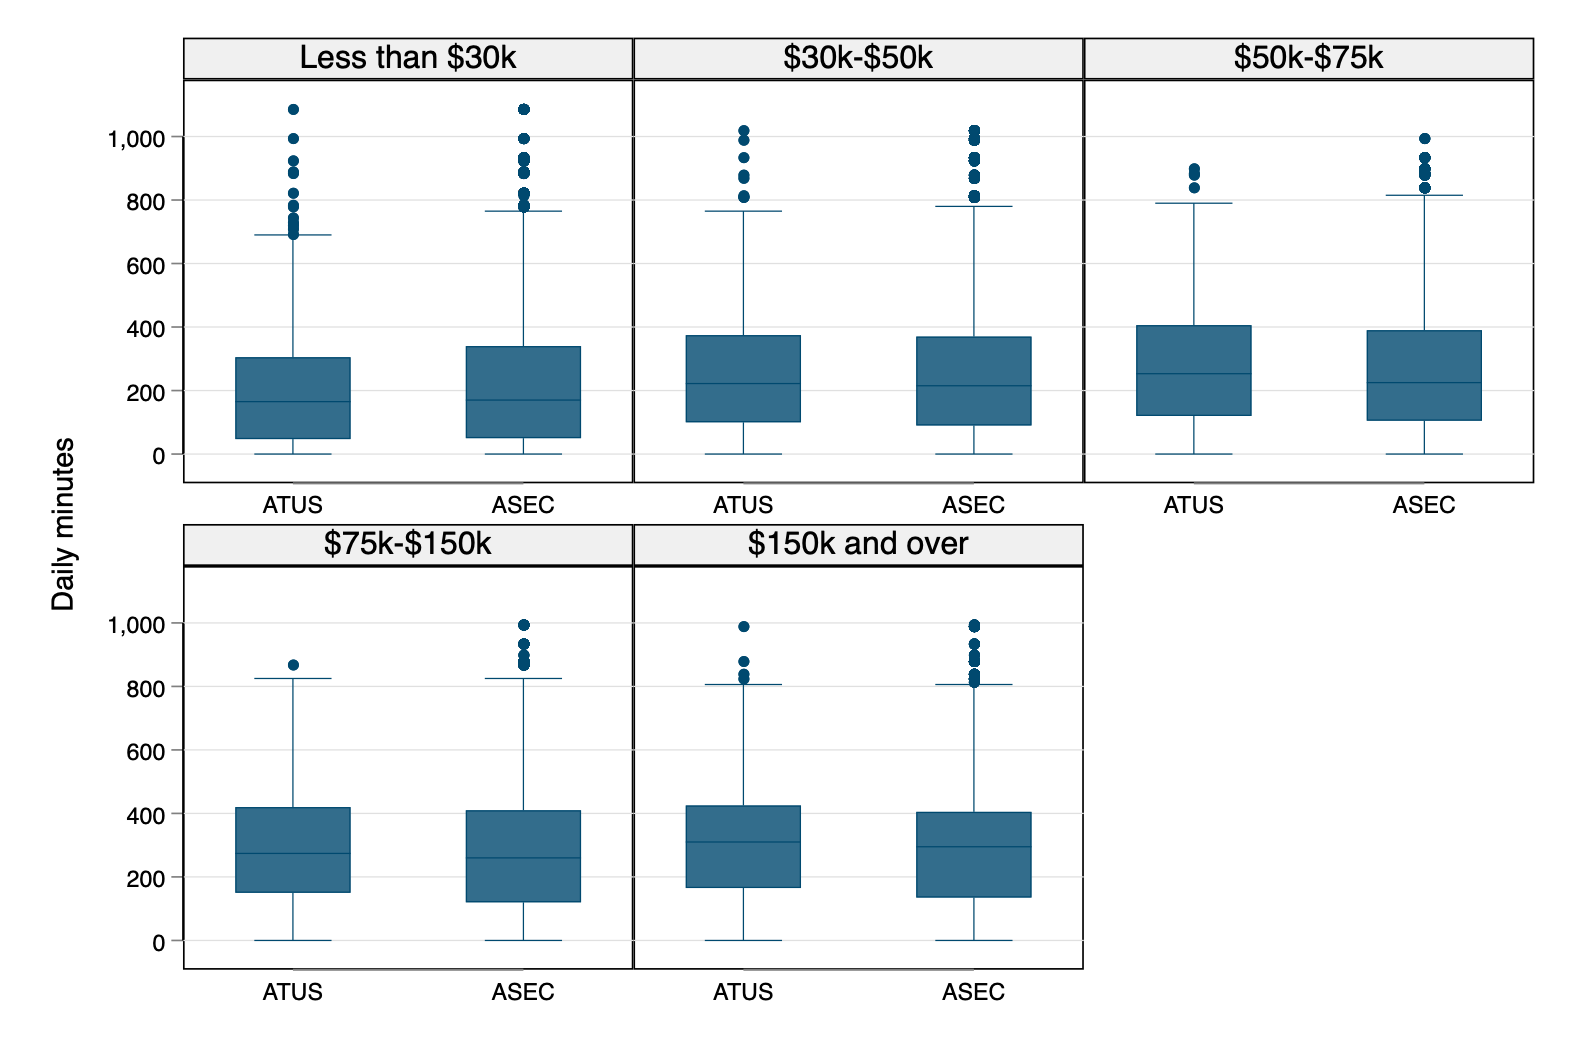 Less than $30k
$30k-$50k
$50k-$75k
1,000
800
600
400
200
0
ATUS
ASEC
ATUS
ASEC
ATUS
ASEC
Daily minutes
$75k-$150k
$150k and over
1,000
800
600
400
200
0
ATUS
ASEC
ATUS
ASEC